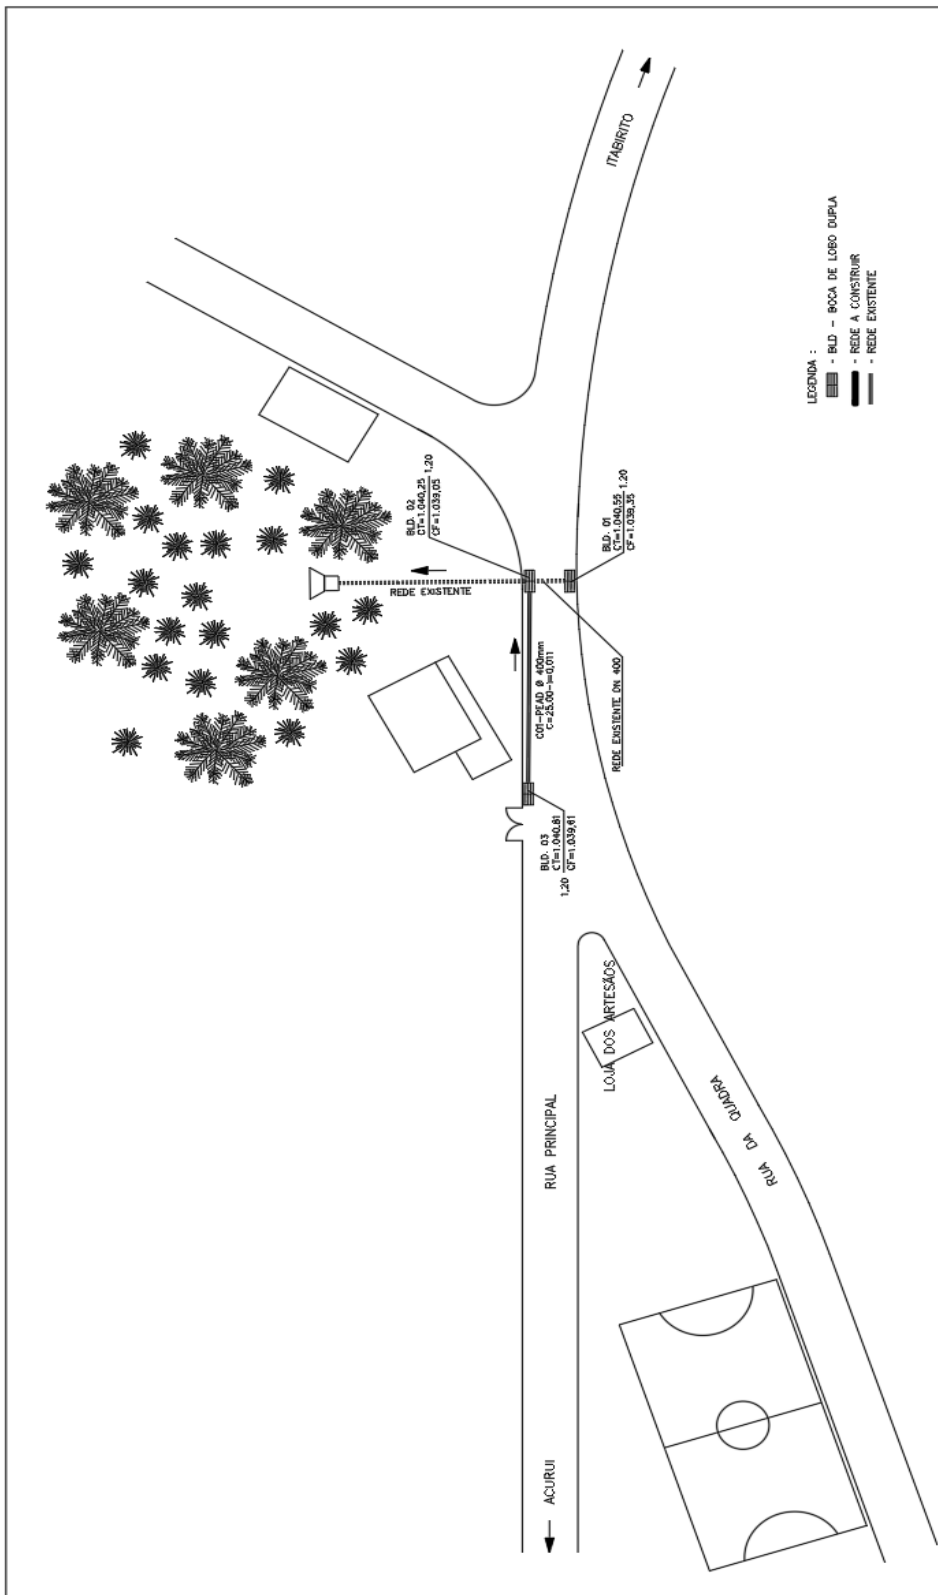 ITABIRITO
LEGENDA :
- BLD - BOCA DE LOBO DUPLA
- REDE A CONSTRUIR
- REDE EXISTENTE
BLD. 02
CT=1.040,25
CF=1.039,05
1,20
BLD. 01
CT=1.040,55
CF=1.039,35
1.20
REDE EXISTENTE
C01-PEAD Ø 400mm
C=25.00-i=0,011
REDE EXISTENTE DN 400
BLD. 03
CT=1.040,81
CF=1.039,61
1,20
LOJA DOS ARTESÃOS
RUA PRINCIPAL
RUA DA QUADRA
ACURUI